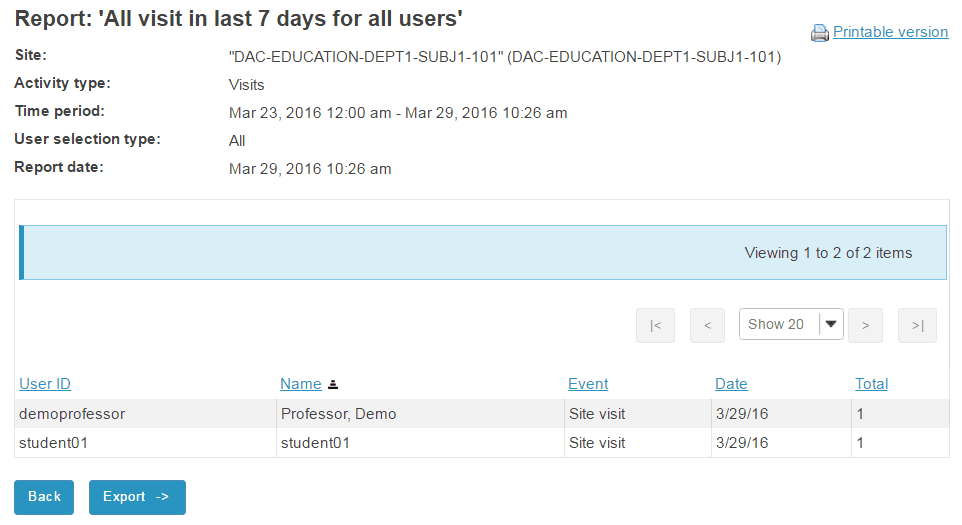 Report: 'All visit in last 7 days for all users'
Printable version
Site: "DAC-EDUCATION-DEPT1-SUBJ1-101" (DAC-EDUCATION-DEPT1-SUBJ1-101)
Activity type: Visits
Time period: Mar 23, 2016 12:00 am - Mar 29, 2016 10:26 am
User selection type: All
Report date: Mar 29, 2016 10:26 am
Viewing 1 to 2 of 2 items
|< < Show 20 > >|
User ID Name Event Date Total
demoprofessor Professor, Demo Site visit 3/29/16 1
student01 student01 Site visit 3/29/16 1
Back Export ->